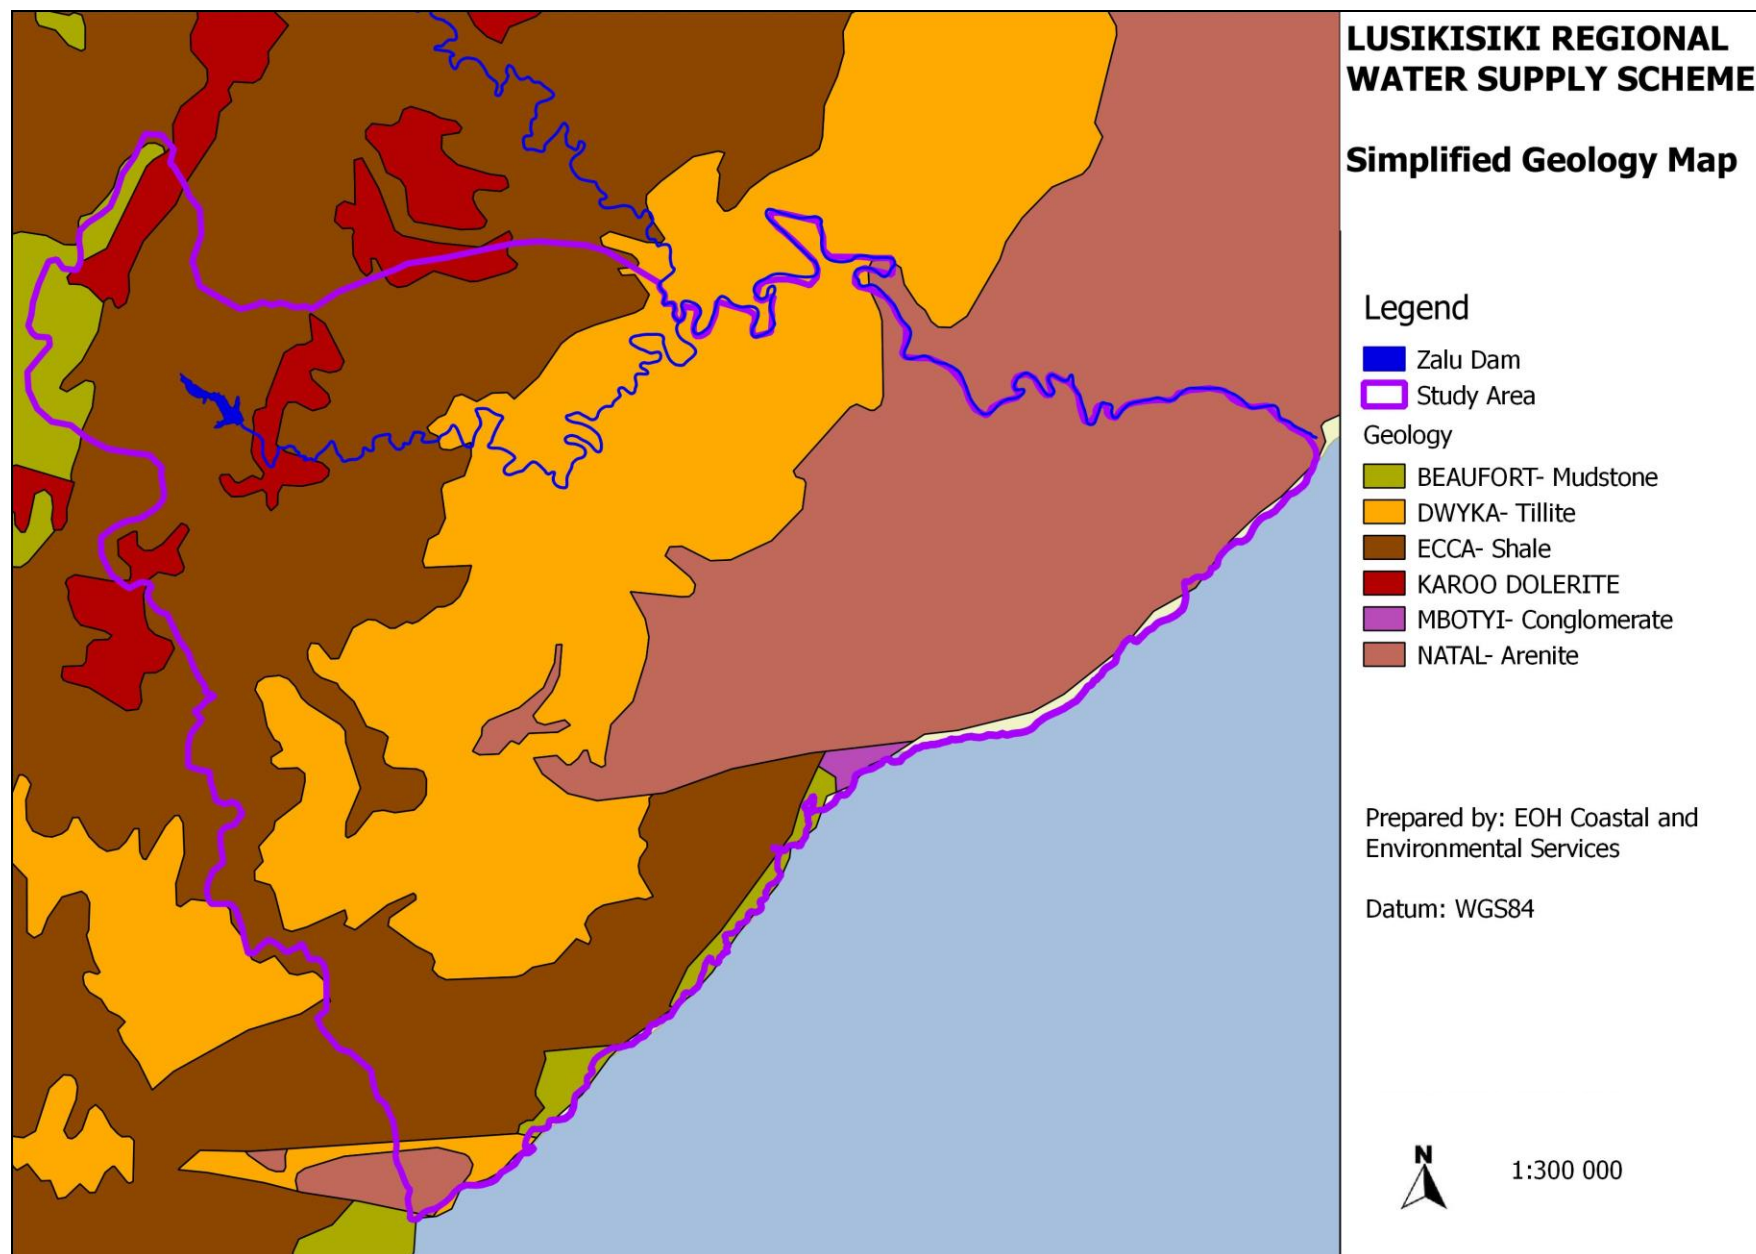 LUSIKISIKI REGIONAL
WATER SUPPLY SCHEME
Simplified Geology Map
Legend
Zalu Dam
Study Area
Geology
BEAUFORT- Mudstone
DWYKA- Tillite
ECCA- Shale
KAROO DOLERITE
MBOTYI- Conglomerate
NATAL- Arenite
Prepared by: EOH Coastal and
Environmental Services
Datum: WGS84
N
1:300 000